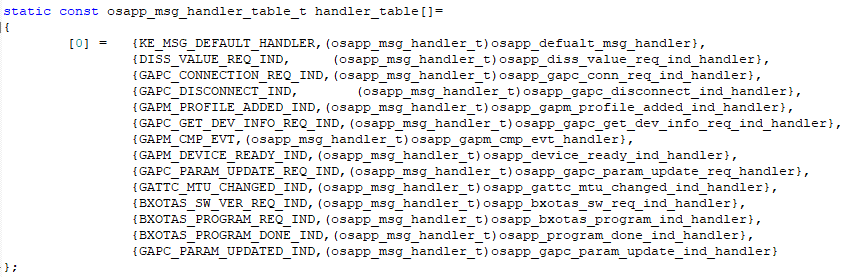 static const osapp_msg_handler_table_t handler_table[]=
{
[0] = {KE_MSG_DEFAULT_HANDLER,(osapp_msg_handler_t)osapp_defualt_msg_handler},
{DISS_VALUE_REQ_IND, (osapp_msg_handler_t)osapp_diss_value_req_ind_handler},
{GAPC_CONNECTION_REQ_IND,(osapp_msg_handler_t)osapp_gapc_conn_req_ind_handler},
{GAPC_DISCONNECT_IND, (osapp_msg_handler_t)osapp_gapc_disconnect_ind_handler},
{GAPM_PROFILE_ADDED_IND,(osapp_msg_handler_t)osapp_gapm_profile_added_ind_handler},
{GAPC_GET_DEV_INFO_REQ_IND,(osapp_msg_handler_t)osapp_gapc_get_dev_info_req_ind_handler},
{GAPM_CMP_EVT,(osapp_msg_handler_t)osapp_gapm_cmp_evt_handler},
{GAPM_DEVICE_READY_IND,(osapp_msg_handler_t)osapp_device_ready_ind_handler},
{GAPC_PARAM_UPDATE_REQ_IND,(osapp_msg_handler_t)osapp_gapc_param_update_req_handler},
{GATTC_MTU_CHANGED_IND,(osapp_msg_handler_t)osapp_gattc_mtu_changed_ind_handler},
{BXOTAS_SW_VER_REQ_IND,(osapp_msg_handler_t)osapp_bxotas_sw_req_ind_handler},
{BXOTAS_PROGRAM_REQ_IND,(osapp_msg_handler_t)osapp_bxotas_program_ind_handler},
{BXOTAS_PROGRAM_DONE_IND,(osapp_msg_handler_t)osapp_program_done_ind_handler},
{GAPC_PARAM_UPDATED_IND,(osapp_msg_handler_t)osapp_gapc_param_update_ind_handler}
};